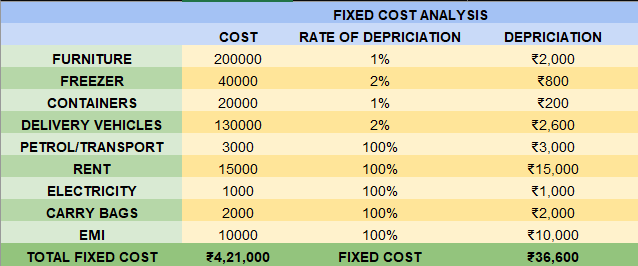 FIXED COST ANALYSIS
COST RATE OF DEPRICIATION DEPRICIATION
FURNITURE 200000 1% ₹2,000
FREEZER 40000 2% ₹800
CONTAINERS 20000 1% ₹200
DELIVERY VEHICLES 130000 2% ₹2,600
PETROL/TRANSPORT 3000 100% ₹3,000
RENT 15000 100% ₹15,000
ELECTRICITY 1000 100% ₹1,000
CARRY BAGS 2000 100% ₹2,000
EMI 10000 100% ₹10,000
TOTAL FIXED COST ₹4,21,000 FIXED COST ₹36,600